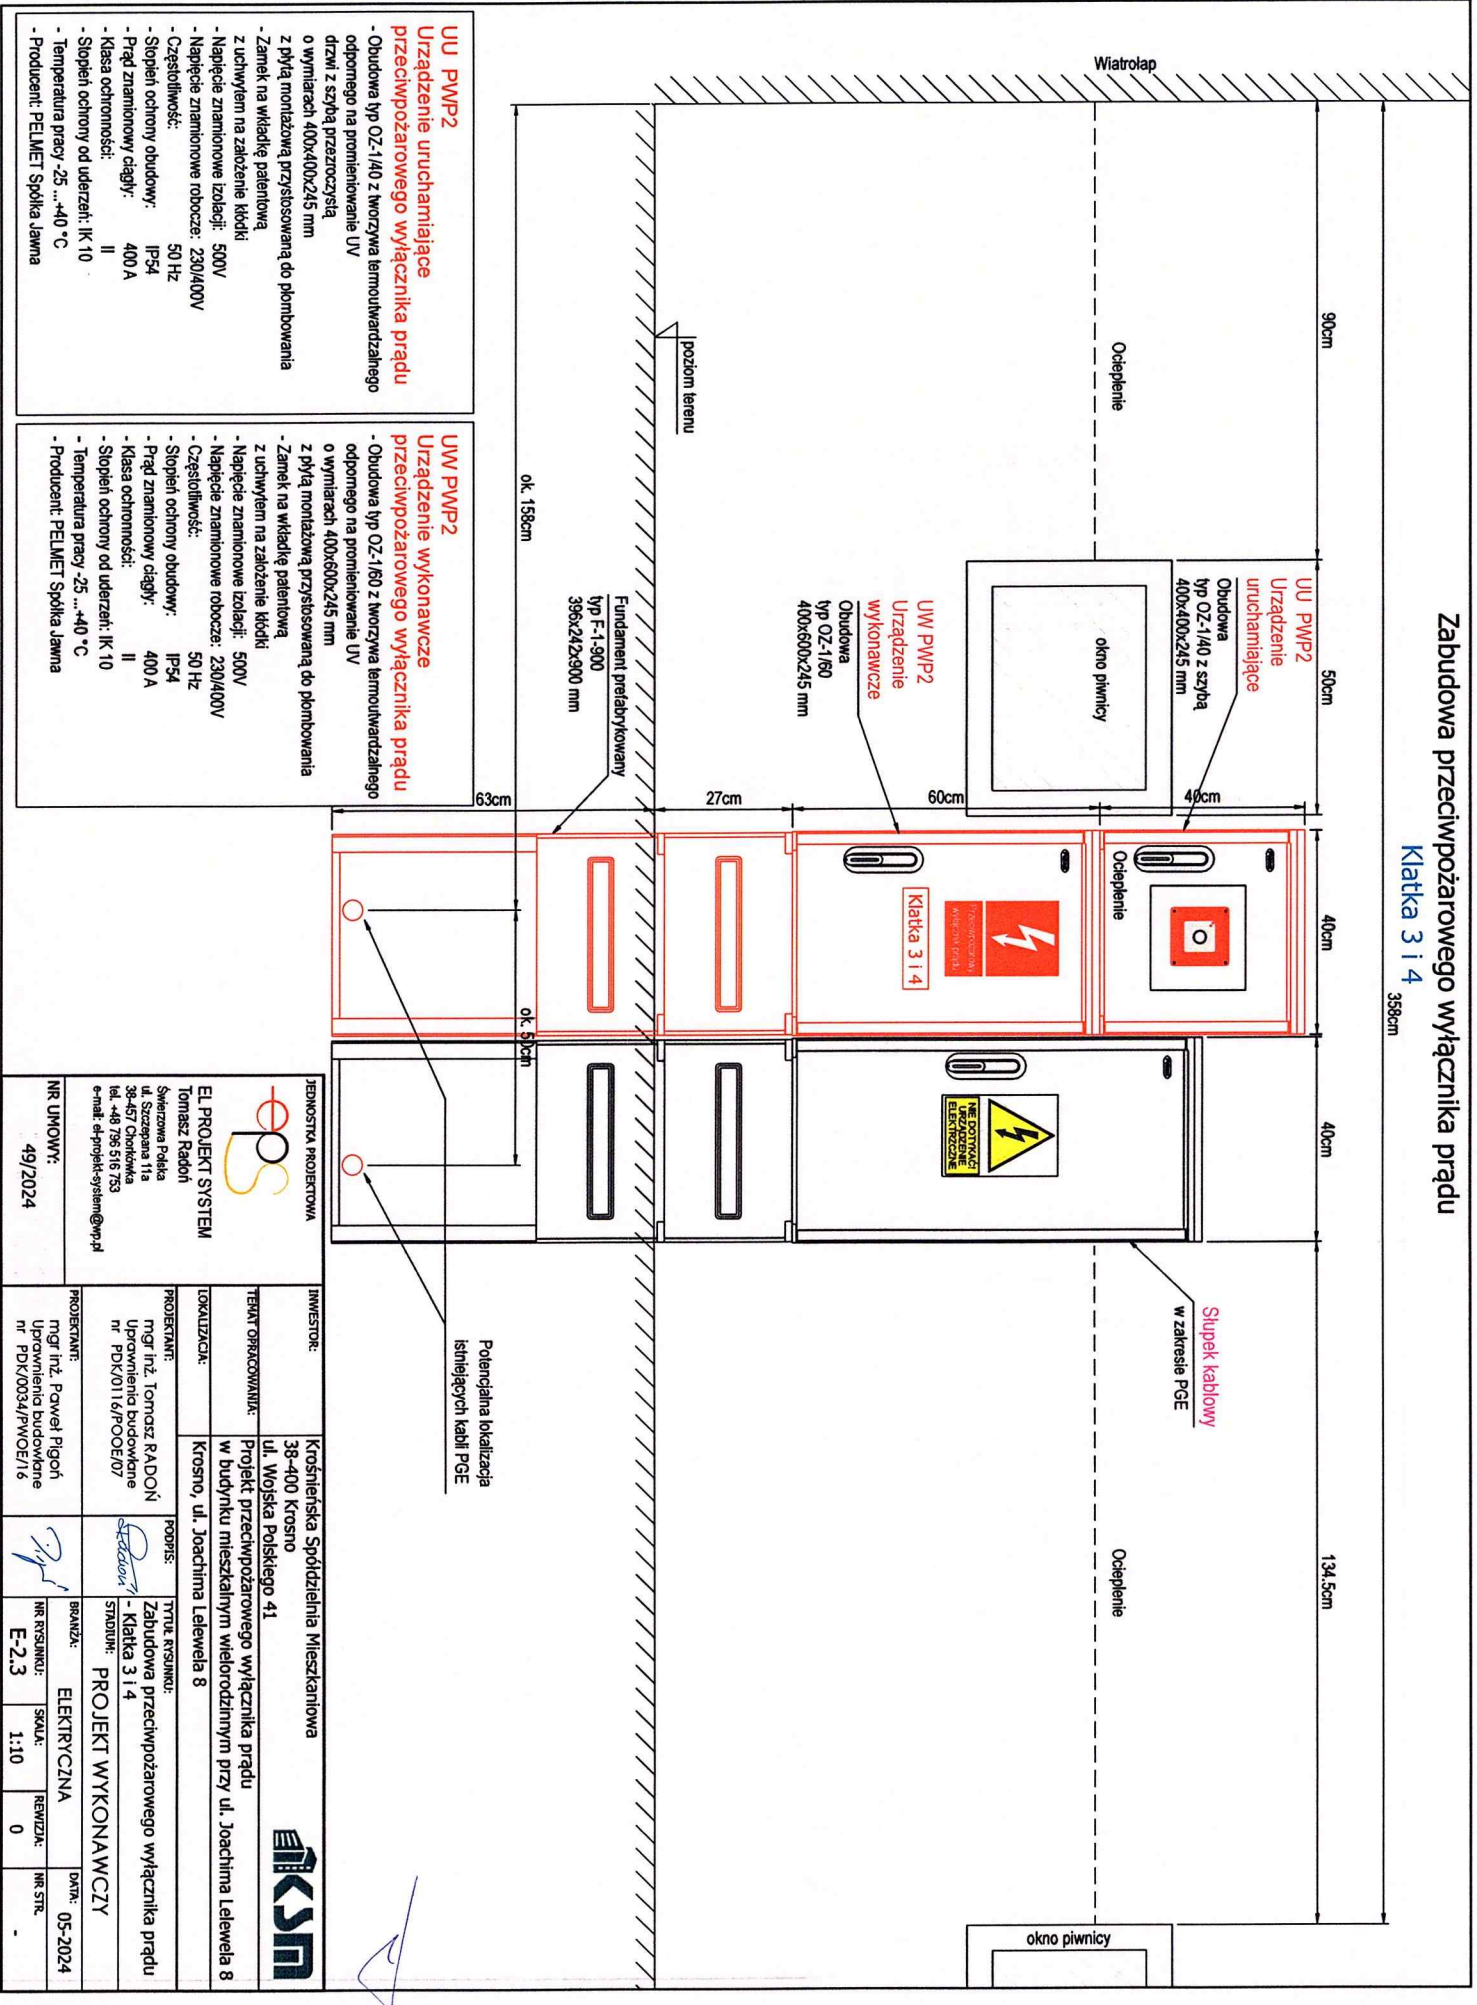 Zabudowa przeciwpożarowego wyłącznika prądu
Klatka 3 i 4
358cm
90cm
50cm
40cm
40cm
134.5cm
Wiatrołap
Ocieplenie
okno piwnicy
UU PWP2
Urządzenie
uruchamiające
Obudowa
typ OZ-1/40 z szybą
400x400x245 mm
UW PWP2
Urządzenie
wykonawcze
Obudowa
typ OZ-1/60
400x600x245 mm
40cm
60cm
27cm
63cm
Ocieplenie
Przeciwpożarowy
wyłącznik prądu
Klatka 3 i 4
NIE DOTYKAĆ!
URZĄDZENIE
ELEKTRYCZNE
Słupek kablowy
w zakresie PGE
Ocieplenie
okno piwnicy
poziom terenu
Fundament prefabrykowany
typ F-1-900
396x242x900 mm
ok. 158cm
ok. 50cm
Potencjalna lokalizacja
istniejących kabli PGE
UU PWP2
Urządzenie uruchamiające
przeciwpożarowego wyłącznika prądu
- Obudowa typ OZ-1/40 z tworzywa termoutwardzalnego
odpornego na promieniowanie UV
drzwi z szybą przezroczystą
o wymiarach 400x400x245 mm
z płytą montażową przystosowaną do plombowania
- Zamek na wkładkę patentową
z uchwytem na założenie kłódki
- Napięcie znamionowe izolacji: 500V
- Napięcie znamionowe robocze: 230/400V
- Częstotliwość: 50 Hz
- Stopień ochrony obudowy: IP54
- Prąd znamionowy ciągły: 400 A
- Klasa ochronności: II
- Stopień ochrony od uderzeń: IK 10
- Temperatura pracy -25 ...+40 °C
- Producent: PELMET Spółka Jawna
UW PWP2
Urządzenie wykonawcze
przeciwpożarowego wyłącznika prądu
- Obudowa typ OZ-1/60 z tworzywa termoutwardzalnego
odpornego na promieniowanie UV
o wymiarach 400x600x245 mm
z płytą montażową przystosowaną do plombowania
- Zamek na wkładkę patentową
z uchwytem na założenie kłódki
- Napięcie znamionowe izolacji: 500V
- Napięcie znamionowe robocze: 230/400V
- Częstotliwość: 50 Hz
- Stopień ochrony obudowy: IP54
- Prąd znamionowy ciągły: 400 A
- Klasa ochronności: II
- Stopień ochrony od uderzeń: IK 10
- Temperatura pracy -25 ...+40 °C
- Producent: PELMET Spółka Jawna
JEDNOSTKA PROJEKTOWA
eps
EL PROJEKT SYSTEM
Tomasz Radoń
Świerzowa Polska
ul. Szczepana 11a
38-457 Chorkówka
tel. +48 796 516 753
e-mail: el-projekt-system@wp.pl
NR UMOWY:
49/2024
INWESTOR:
Krośnieńska Spółdzielnia Mieszkaniowa
38-400 Krosno
ul. Wojska Polskiego 41
KSM
TEMAT OPRACOWANIA:
Projekt przeciwpożarowego wyłącznika prądu
w budynku mieszkalnym wielorodzinnym przy ul. Joachima Lelewela 8
LOKALIZACJA:
Krosno, ul. Joachima Lelewela 8
PROJEKTANT:
mgr inż. Tomasz RADOŃ
Uprawnienia budowlane
nr PDK/0116/POOE/07
PODPIS:
TYTUŁ RYSUNKU:
Zabudowa przeciwpożarowego wyłącznika prądu
- Klatka 3 i 4
STADIUM:
PROJEKT WYKONAWCZY
PROJEKTANT:
mgr inż. Paweł Pigoń
Uprawnienia budowlane
nr PDK/0034/PWOE/16
BRANŻA:
ELEKTRYCZNA
DATA:
05-2024
NR RYSUNKU:
E-2.3
SKALA:
1:10
REWIZJA:
0
NR STR.
-